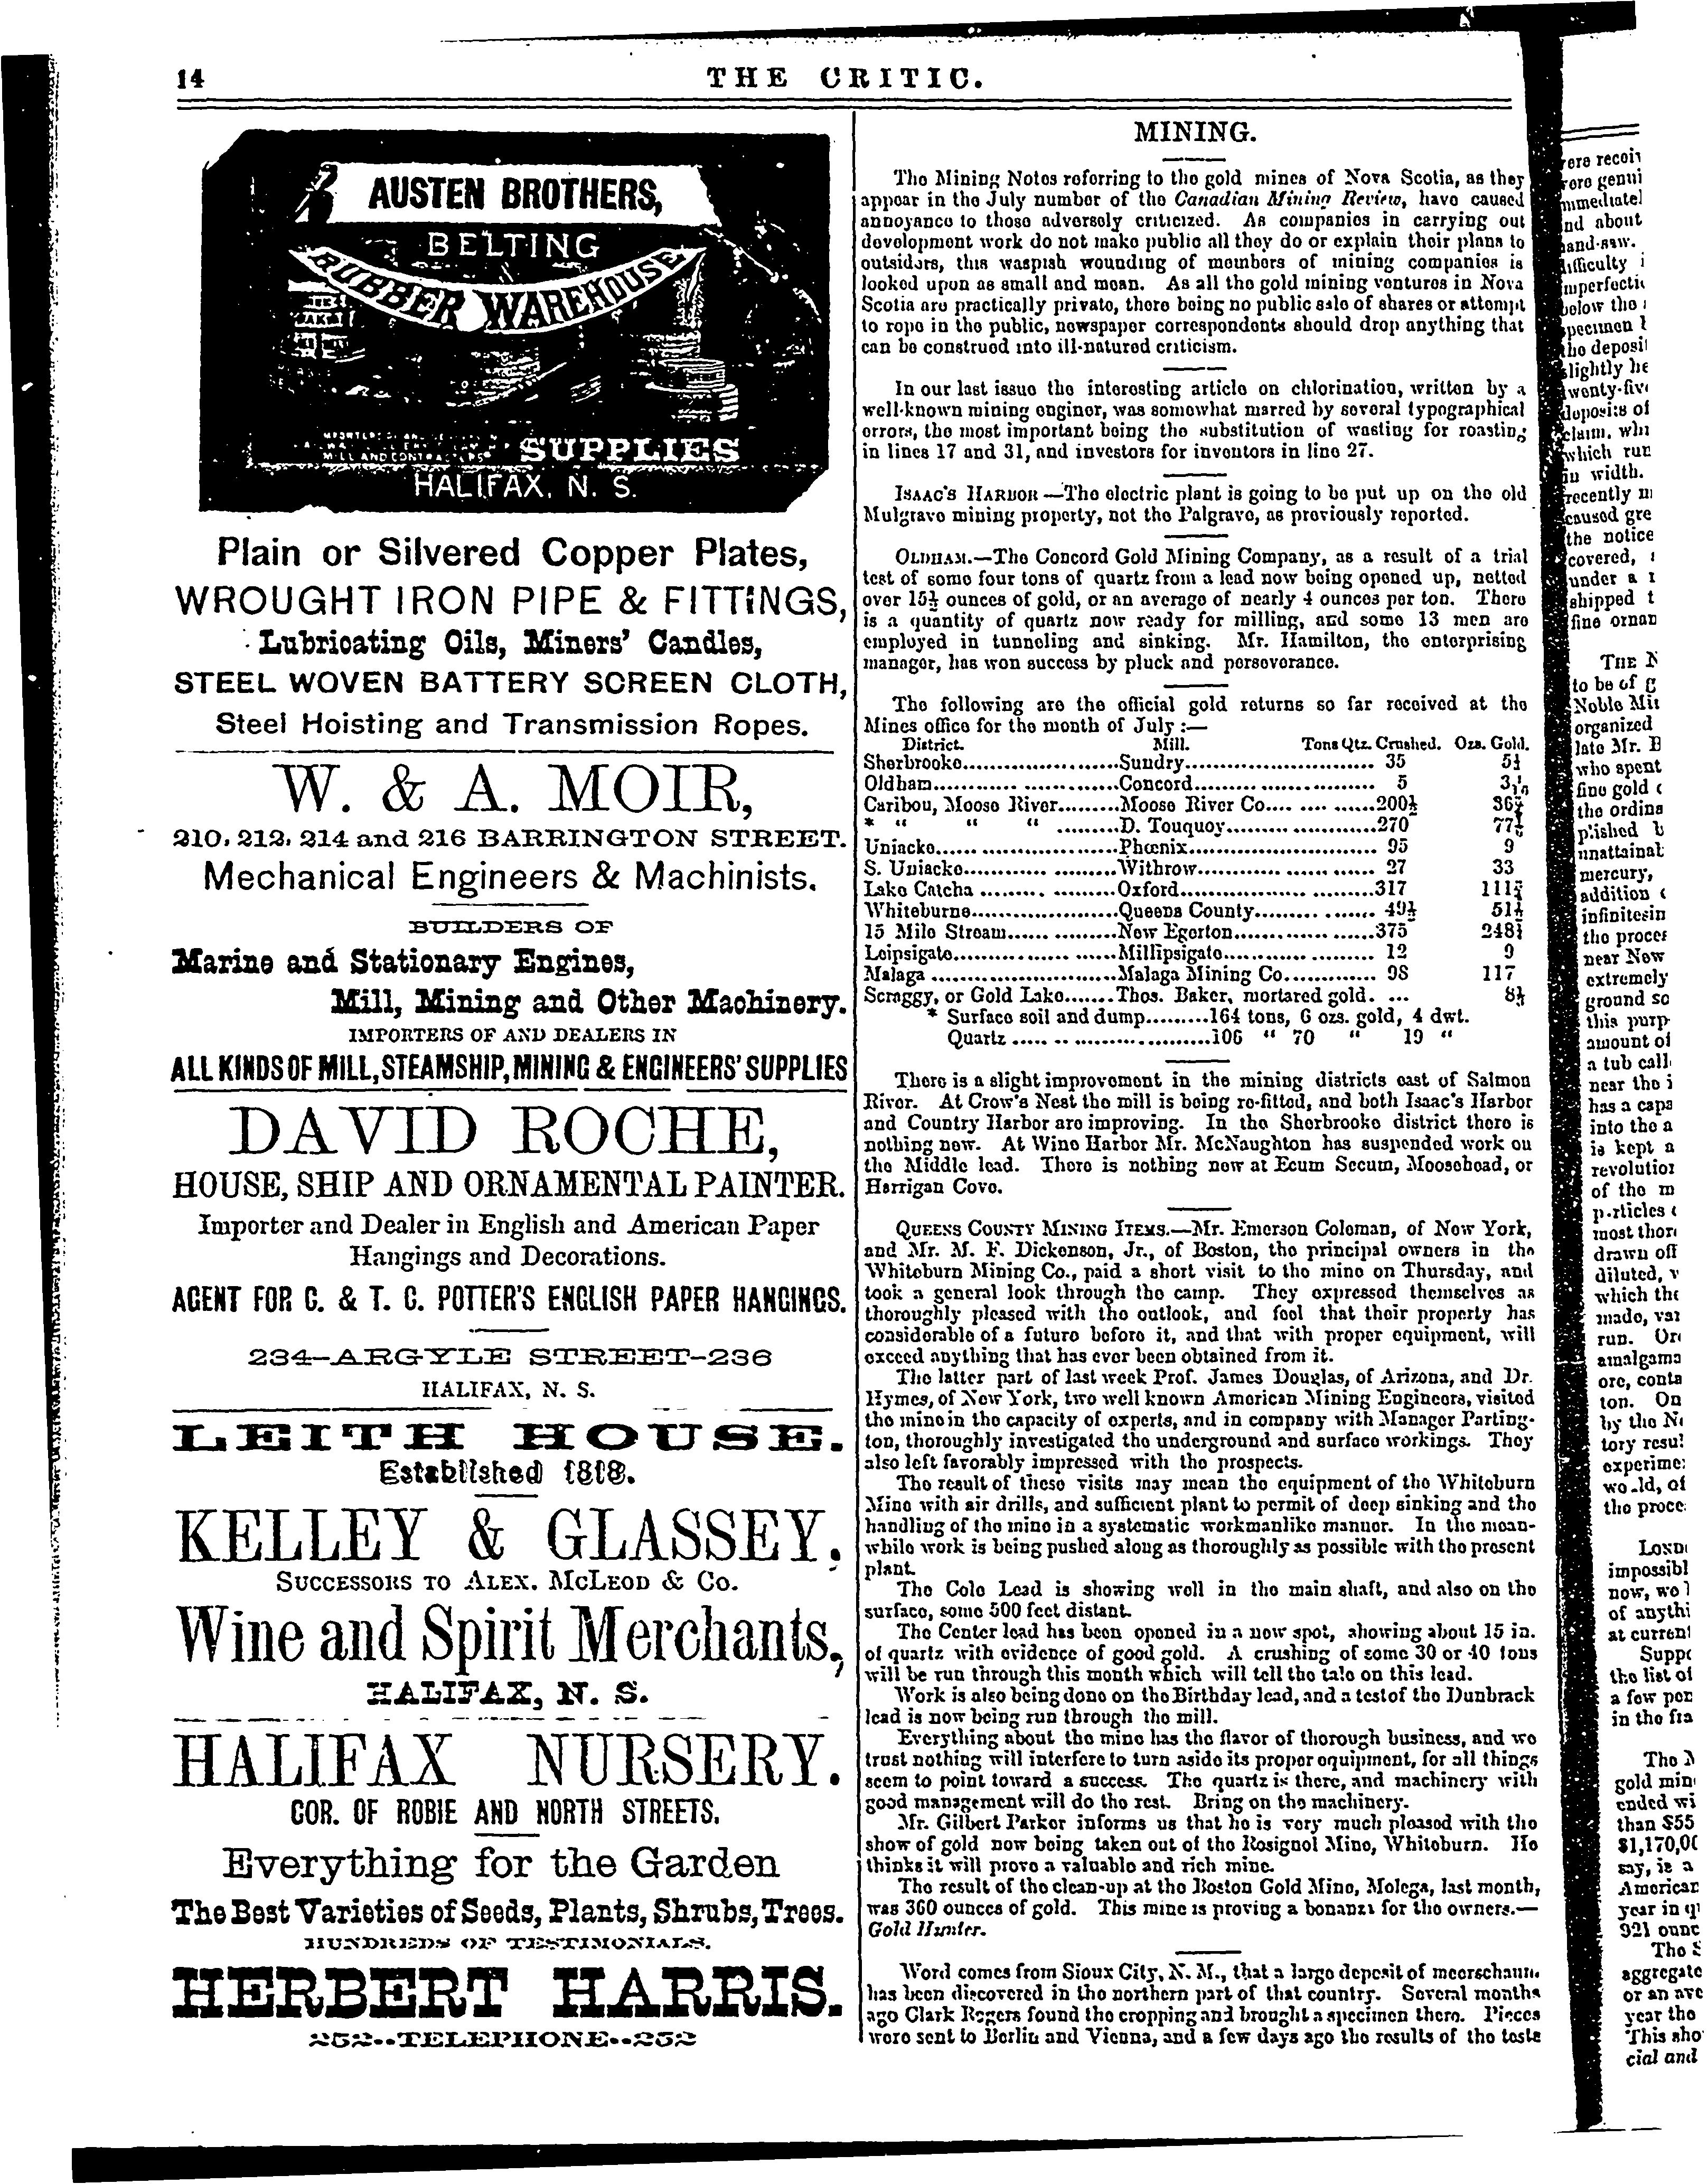 14
THE CRITIC.
AUSTEN BROTHERS,
BELTING
RUBBER WAREHOUSE
SUPPLIES
HALIFAX, N. S.
Plain or Silvered Copper Plates,
WROUGHT IRON PIPE & FITTINGS,
Lubricating Oils, Miners' Candles,
STEEL WOVEN BATTERY SCREEN CLOTH,
Steel Hoisting and Transmission Ropes.
W. & A. MOIR,
210, 212, 214 and 216 BARRINGTON STREET.
Mechanical Engineers & Machinists.
BUILDERS OF
Marine and Stationary Engines,
Mill, Mining and Other Machinery.
IMPORTERS OF AND DEALERS IN
ALL KINDS OF MILL, STEAMSHIP, MINING & ENGINEERS' SUPPLIES
DAVID ROCHE,
HOUSE, SHIP AND ORNAMENTAL PAINTER.
Importer and Dealer in English and American Paper
Hangings and Decorations.
AGENT FOR C. & T. C. POTTER'S ENGLISH PAPER HANGINGS.
234—ARGYLE STREET—236
HALIFAX, N. S.
LEITH HOUSE.
Established 1818.
KELLEY & GLASSEY,
SUCCESSORS TO ALEX. MCLEOD & CO.
Wine and Spirit Merchants,
HALIFAX, N. S.
HALIFAX NURSERY.
COR. OF ROBIE AND NORTH STREETS.
Everything for the Garden
The Best Varieties of Seeds, Plants, Shrubs, Trees.
HUNDREDS OF TESTIMONIALS.
HERBERT HARRIS.
252--TELEPHONE--252
MINING.
The Mining Notes referring to the gold mines of Nova Scotia, as they
appear in the July number of the Canadian Mining Review, have caused
annoyance to those adversely criticized. As companies in carrying out
development work do not make public all they do or explain their plans to
outsiders, this waspish wounding of members of mining companies is
looked upon as small and mean. As all the gold mining ventures in Nova
Scotia are practically private, there being no public sale of shares or attempt
to rope in the public, newspaper correspondents should drop anything that
can be construed into ill-natured criticism.
In our last issue the interesting article on chlorination, written by a
well-known mining enginer, was somewhat marred by several typographical
errors, the most important being the substitution of wasting for roasting
in lines 17 and 31, and investors for inventors in line 27.
ISAAC'S HARBOR—The electric plant is going to be put up on the old
Mulgrave mining property, not the Palgrave, as previously reported.
OLDHAM.—The Concord Gold Mining Company, as a result of a trial
test of some four tons of quartz from a lead now being opened up, netted
over 15½ ounces of gold, or an average of nearly 4 ounces per ton. There
is a quantity of quartz now ready for milling, and some 13 men are
employed in tunneling and sinking. Mr. Hamilton, the enterprising
manager, has won success by pluck and perseverance.
The following are the official gold returns so far received at the
Mines office for the month of July :—
District. Mill. Tons Qtz. Crushed. Ozs. Gold.
Sherbrooke Sundry 35
Oldham Concord 5
Caribou, Moose River Moose River Co. 200½
* " " " D. Touquoy 270
Uniacke Phœnix 95 9
S. Uniacke Withrow 27 33
Lake Catcha Oxford 317
Whiteburne Queens County 49½
15 Mile Stream New Egerton 375
Leipsigate Millipsigate 12 9
Malaga Malaga Mining Co. 98 117
Scraggy, or Gold Lake Thos. Baker, mortared gold.
* Surface soil and dump 164 tons, 6 ozs. gold, 4 dwt.
Quartz 106 " 70 " 19 "
There is a slight improvement in the mining districts east of Salmon
River. At Crow's Nest the mill is being re-fitted, and both Isaac's Harbor
and Country Harbor are improving. In the Sherbrooke district there is
nothing new. At Wine Harbor Mr. McNaughton has suspended work on
the Middle lead. There is nothing new at Ecum Secum, Moosehead, or
Harrigan Cove.
QUEENS COUNTY MINING ITEMS.—Mr. Emerson Coleman, of New York,
and Mr. M. F. Dickenson, Jr., of Boston, the principal owners in the
Whiteburn Mining Co., paid a short visit to the mine on Thursday, and
took a general look through the camp. They expressed themselves as
thoroughly pleased with the outlook, and feel that their property has
considerable of a future before it, and that with proper equipment, will
exceed anything that has ever been obtained from it.
The latter part of last week Prof. James Douglas, of Arizona, and Dr.
Hymes, of New York, two well known American Mining Engineers, visited
the mine in the capacity of experts, and in company with Manager Parting-
ton, thoroughly investigated the underground and surface workings. They
also left favorably impressed with the prospects.
The result of these visits may mean the equipment of the Whiteburn
Mine with air drills, and sufficient plant to permit of deep sinking and the
handling of the mine in a systematic workmanlike manner. In the mean-
while work is being pushed along as thoroughly as possible with the present
plant.
The Cole Lead is showing well in the main shaft, and also on the
surface, some 500 feet distant.
The Center lead has been opened in a new spot, showing about 15 in.
of quartz with evidence of good gold. A crushing of some 30 or 40 tons
will be run through this month which will tell the tale on this lead.
Work is also being done on the Birthday lead, and a test of the Dunbrack
lead is now being run through the mill.
Everything about the mine has the flavor of thorough business, and we
trust nothing will interfere to turn aside its proper equipment, for all things
seem to point toward a success. The quartz is there, and machinery with
good management will do the rest. Bring on the machinery.
Mr. Gilbert Parker informs us that he is very much pleased with the
show of gold now being taken out of the Rosignol Mine, Whiteburn. He
thinks it will prove a valuable and rich mine.
The result of the clean-up at the Boston Gold Mine, Molega, last month,
was 360 ounces of gold. This mine is proving a bonanza for the owners.—
Gold Hunter.
Word comes from Sioux City, N. M., that a large deposit of meerschaum
has been discovered in the northern part of that country. Several months
ago Clark Rogers found the cropping and brought a specimen there. Pieces
were sent to Berlin and Vienna, and a few days ago the results of the tests